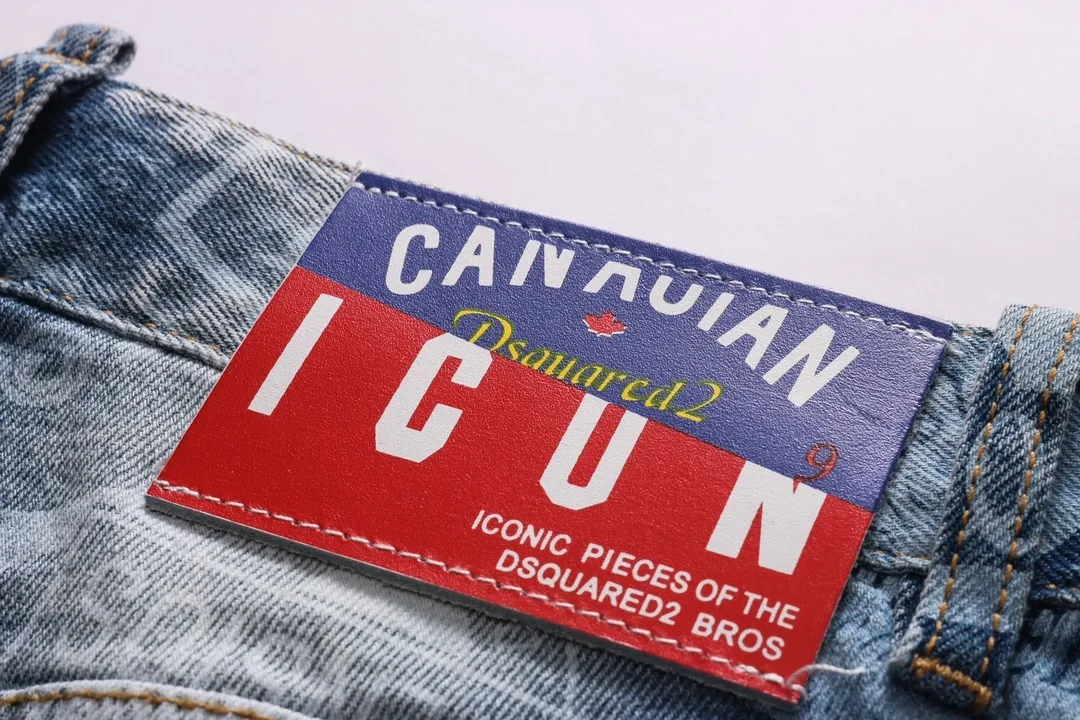 CANADIAN
Dsquared2
ICON
9
ICONIC PIECES OF THE
DSQUARED2 BROS